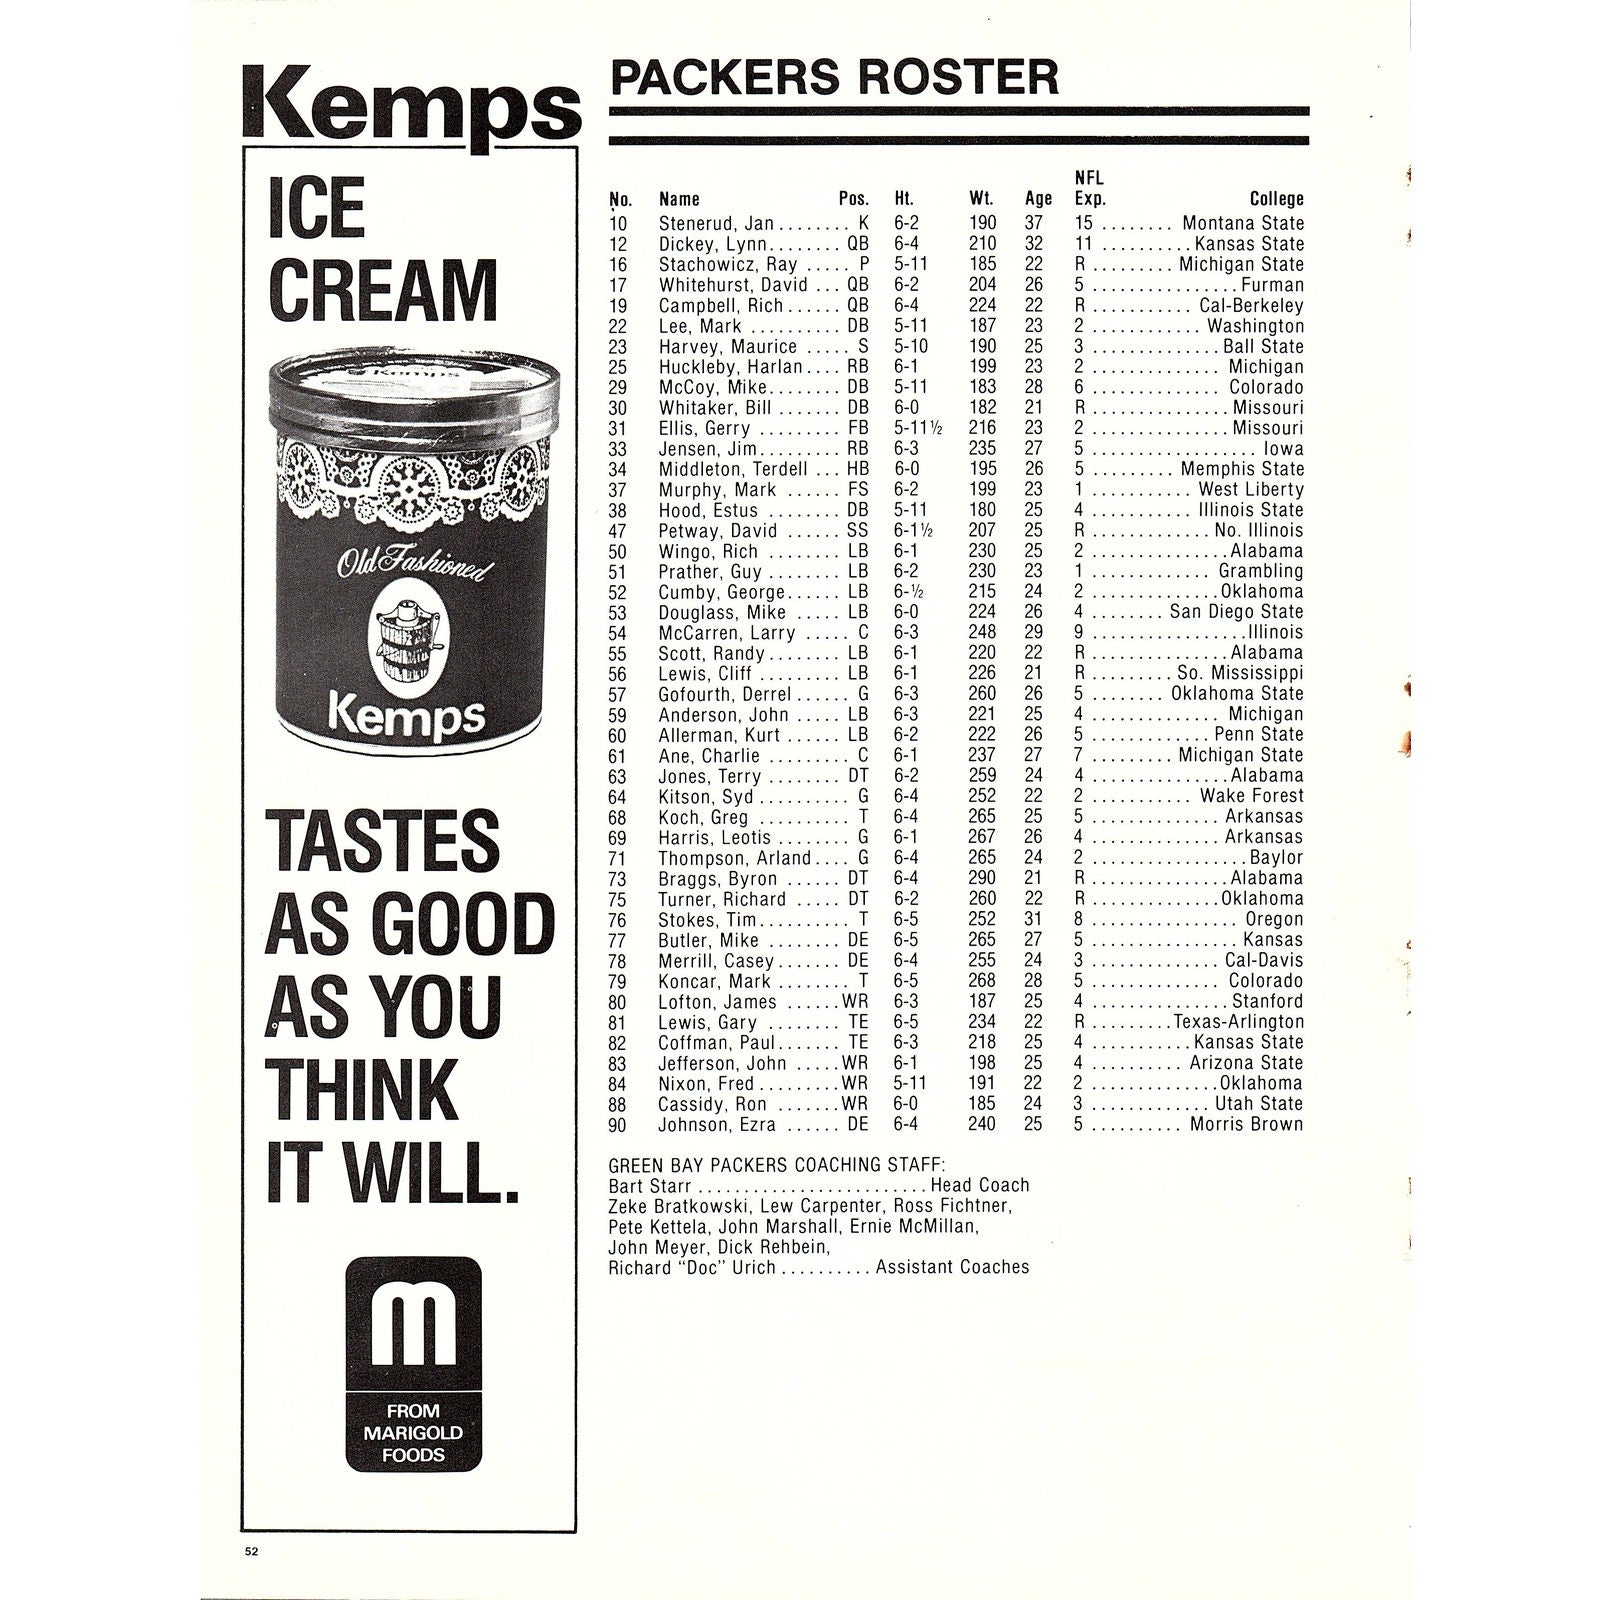 Kemps
ICE
CREAM
Kemps
Old Fashioned
Kemps
TASTES
AS GOOD
AS YOU
THINK
IT WILL.
m
FROM
MARIGOLD
FOODS
52
PACKERS ROSTER
NFL
No. Name Pos. Ht. Wt. Age Exp. College
10 Stenerud, Jan ........ K 6-2 190 37 15 ........ Montana State
12 Dickey, Lynn........ QB 6-4 210 32 11 ..........Kansas State
16 Stachowicz, Ray ..... P 5-11 185 22 R ......... Michigan State
17 Whitehurst, David ... QB 6-2 204 26 5 ................Furman
19 Campbell, Rich...... QB 6-4 224 22 R ........... Cal-Berkeley
22 Lee, Mark .......... DB 5-11 187 23 2 ............ Washington
23 Harvey, Maurice ..... S 5-10 190 25 3 ..............Ball State
25 Huckleby, Harlan.... RB 6-1 199 23 2 .............. Michigan
29 McCoy, Mike........ DB 5-11 183 28 6 .............. Colorado
30 Whitaker, Bill ....... DB 6-0 182 21 R ............... Missouri
31 Ellis, Gerry ......... FB 5-11½ 216 23 2 ............... Missouri
33 Jensen, Jim......... RB 6-3 235 27 5 .................. Iowa
34 Middleton, Terdell ... HB 6-0 195 26 5 ......... Memphis State
37 Murphy, Mark ...... FS 6-2 199 23 1 ........... West Liberty
38 Hood, Estus ........ DB 5-11 180 25 4 ........... Illinois State
47 Petway, David ...... SS 6-1½ 207 25 R ............. No. Illinois
50 Wingo, Rich ........ LB 6-1 230 25 2 ...............Alabama
51 Prather, Guy ........ LB 6-2 230 23 1 ............. Grambling
52 Cumby, George...... LB 6-½ 215 24 2 ..............Oklahoma
53 Douglass, Mike ..... LB 6-0 224 26 4 ........ San Diego State
54 McCarren, Larry ..... C 6-3 248 29 9 .................Illinois
55 Scott, Randy........ LB 6-1 220 22 R ...............Alabama
56 Lewis, Cliff ......... LB 6-1 226 21 R ......... So. Mississippi
57 Gofourth, Derrel ...... G 6-3 260 26 5 ........ Oklahoma State
59 Anderson, John ..... LB 6-3 221 25 4 .............. Michigan
60 Allerman, Kurt ...... LB 6-2 222 26 5 ............. Penn State
61 Ane, Charlie ......... C 6-1 237 27 7 ......... Michigan State
63 Jones, Terry ........ DT 6-2 259 24 4 ...............Alabama
64 Kitson, Syd .......... G 6-4 252 22 2 ........... Wake Forest
68 Koch, Greg .......... T 6-4 265 25 5 .............. Arkansas
69 Harris, Leotis ........ G 6-1 267 26 4 .............. Arkansas
71 Thompson, Arland.... G 6-4 265 24 2 .................Baylor
73 Braggs, Byron ...... DT 6-4 290 21 R ...............Alabama
75 Turner, Richard ..... DT 6-2 260 22 R ..............Oklahoma
76 Stokes, Tim.......... T 6-5 252 31 8 ................ Oregon
77 Butler, Mike ........ DE 6-5 265 27 5 ................ Kansas
78 Merrill, Casey....... DE 6-4 255 24 3 .............. Cal-Davis
79 Koncar, Mark ........ T 6-5 268 28 5 .............. Colorado
80 Lofton, James ......WR 6-3 187 25 4 ............... Stanford
81 Lewis, Gary ........ TE 6-5 234 22 R .........Texas-Arlington
82 Coffman, Paul....... TE 6-3 218 25 4 ..........Kansas State
83 Jefferson, John .....WR 6-1 198 25 4 .......... Arizona State
84 Nixon, Fred .........WR 5-11 191 22 2 ..............Oklahoma
88 Cassidy, Ron .......WR 6-0 185 24 3 ............. Utah State
90 Johnson, Ezra ...... DE 6-4 240 25 5 .......... Morris Brown
GREEN BAY PACKERS COACHING STAFF:
Bart Starr .........................Head Coach
Zeke Bratkowski, Lew Carpenter, Ross Fichtner,
Pete Kettela, John Marshall, Ernie McMillan,
John Meyer, Dick Rehbein,
Richard “Doc” Urich .......... Assistant Coaches